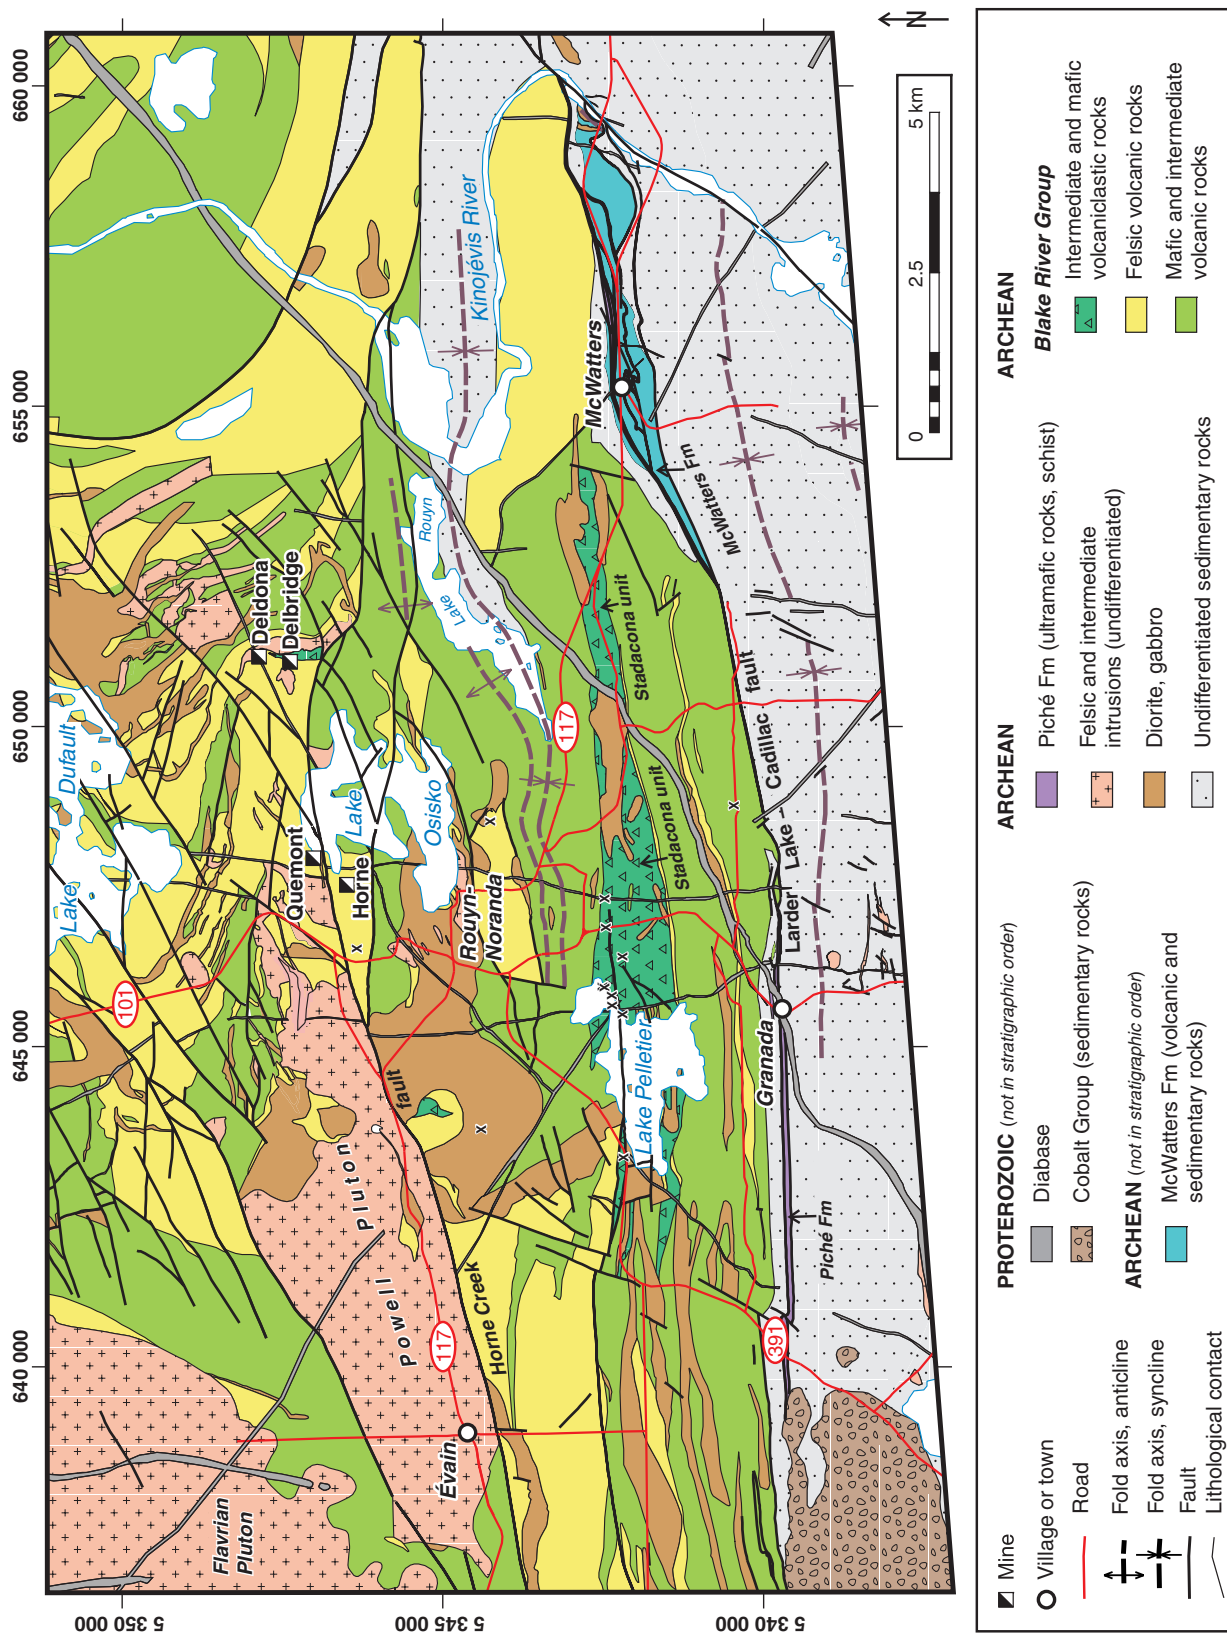 640 000
645 000
650 000
655 000
660 000
5 350 000
5 345 000
5 340 000
Flavrian
Pluton
Powell Pluton
Évain
117
101
Lake
Dufault
Quemont
Horne
Lake
Osisko
Deldona
Delbridge
Rouyn-
Noranda
Horne Creek
fault
Lake
Rouyn
Kinojévis River
117
Stadacona unit
Stadacona unit
Lake Pelletier
McWatters
McWatters Fm
Granada
Larder Lake – Cadillac
fault
Piché Fm
391
x
x
x
x
x
x
x
x
x
x
x
x
N
0
2.5
5 km
Mine
Village or town
Road
Fold axis, anticline
Fold axis, syncline
Fault
Lithological contact
PROTEROZOIC (not in stratigraphic order)
Diabase
Cobalt Group (sedimentary rocks)
ARCHEAN (not in stratigraphic order)
McWatters Fm (volcanic and
sedimentary rocks)
ARCHEAN
Piché Fm (ultramafic rocks, schist)
Felsic and intermediate
intrusions (undifferentiated)
Diorite, gabbro
Undifferentiated sedimentary rocks
ARCHEAN
Blake River Group
Intermediate and mafic
volcaniclastic rocks
Felsic volcanic rocks
Mafic and intermediate
volcanic rocks